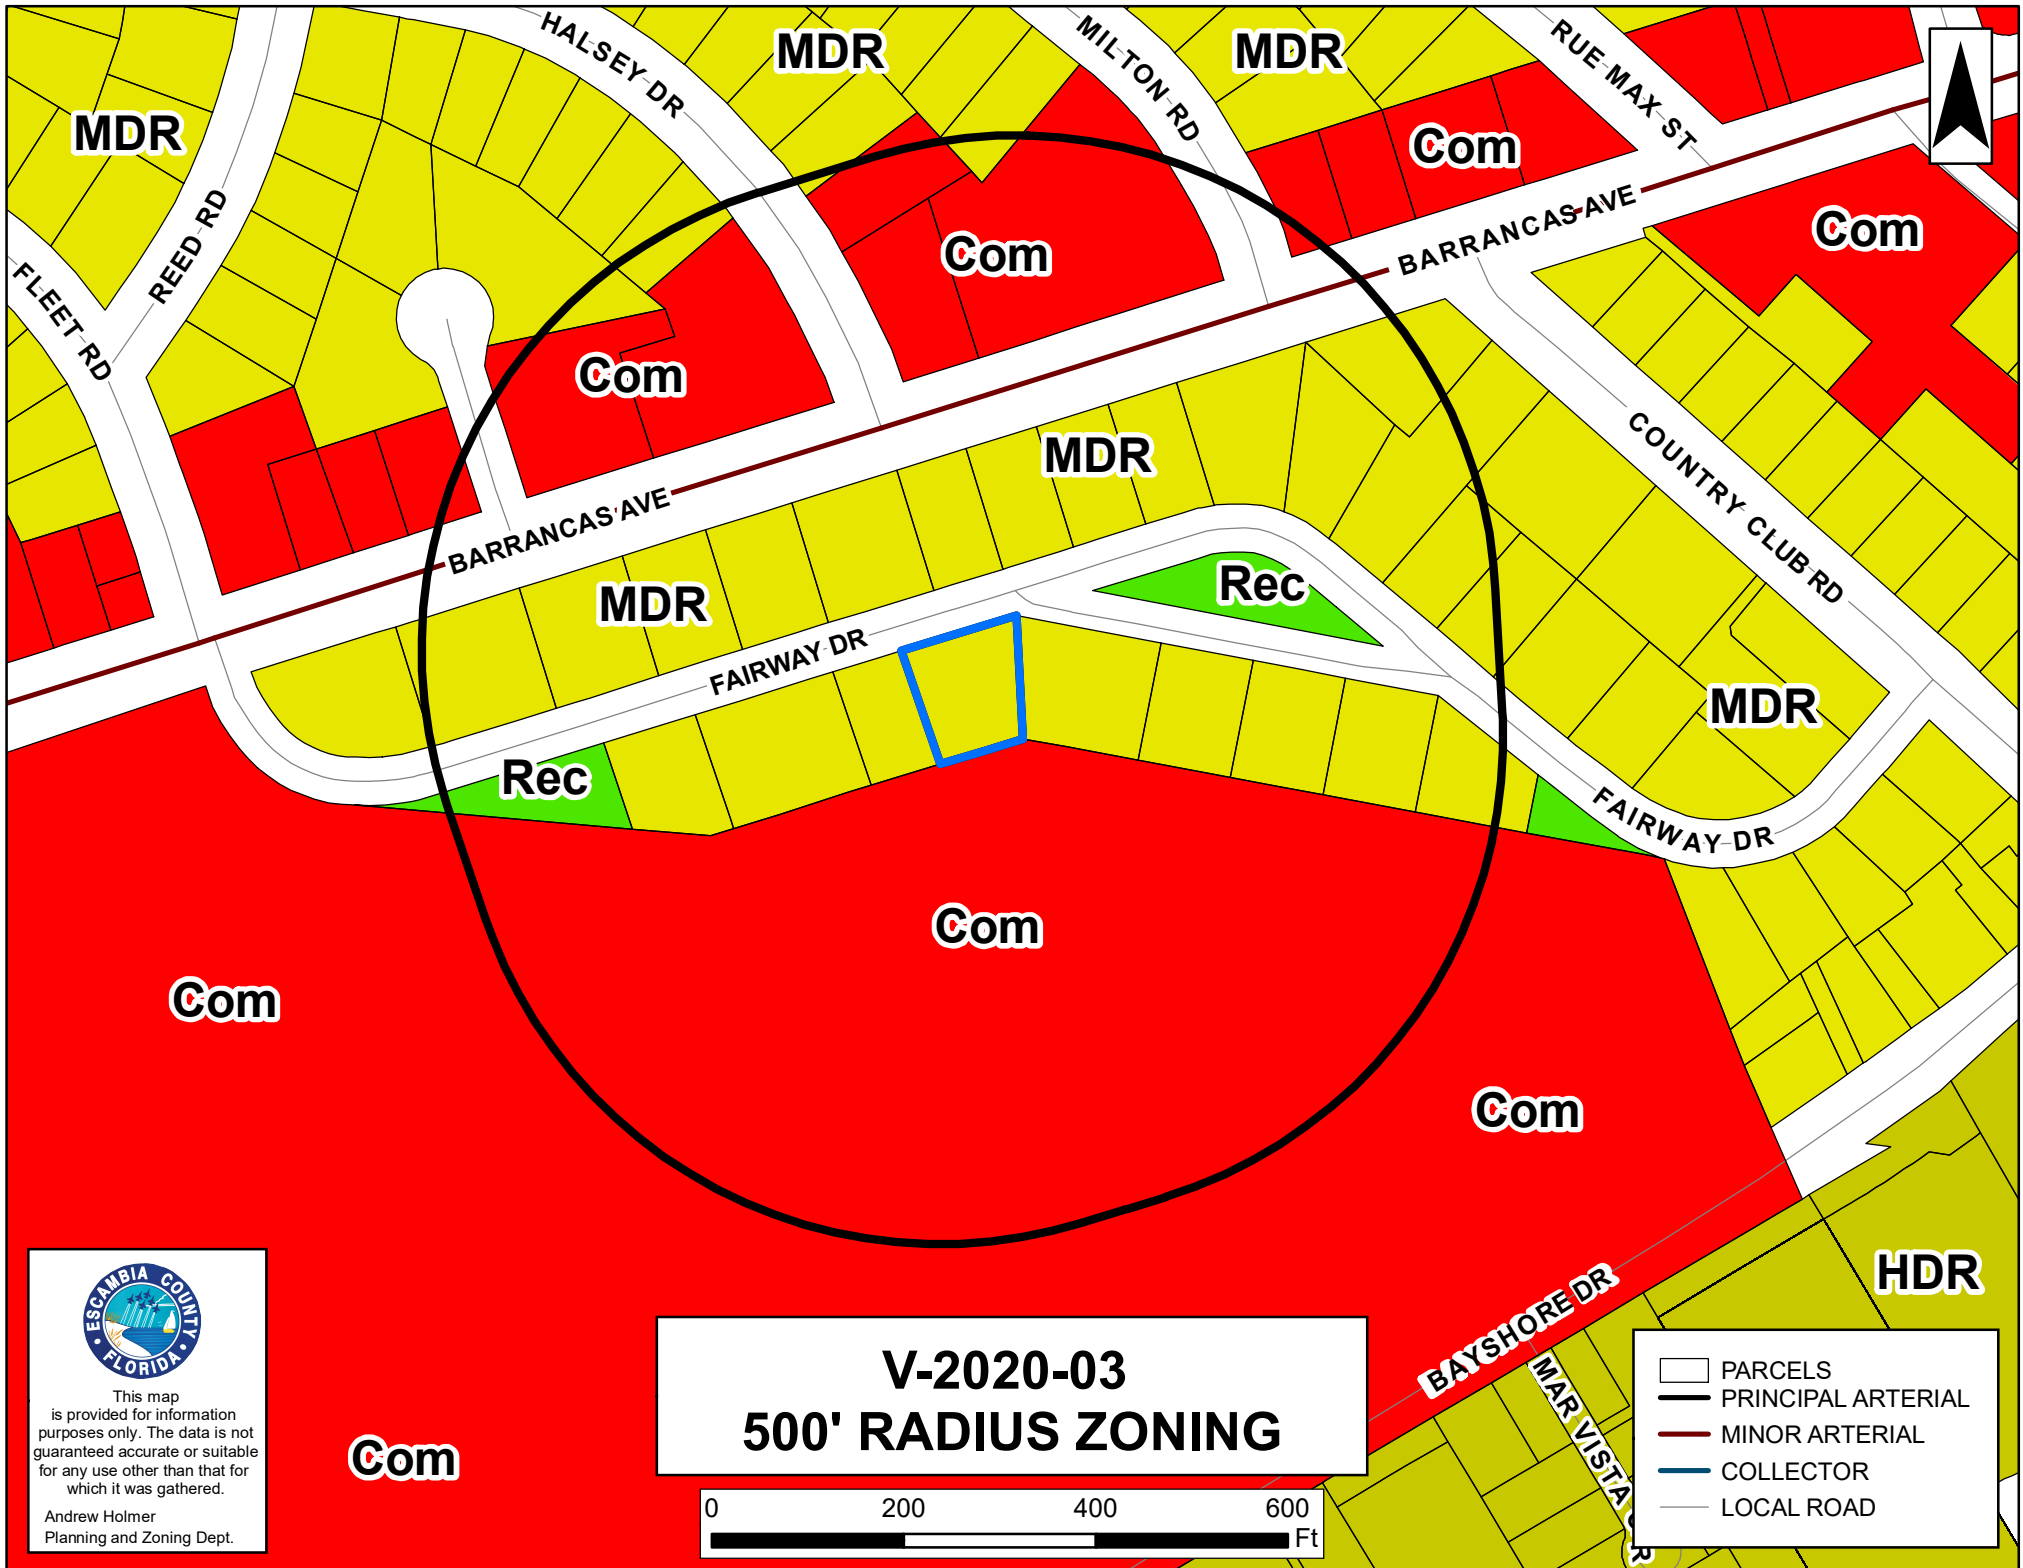 HALSEY DR
MDR
MILTON RD
MDR
RUE MAX ST
MDR
Com
REED RD
BARRANCAS AVE
Com
Com
FLEET RD
Com
MDR
COUNTRY CLUB RD
BARRANCAS AVE
MDR
Rec
FAIRWAY DR
MDR
Rec
FAIRWAY DR
Com
Com
Com
HDR
BAYSHORE DR
MAR VISTA CIR
Com
ESCAMBIA COUNTY
FLORIDA
This map
is provided for information
purposes only. The data is not
guaranteed accurate or suitable
for any use other than that for
which it was gathered.
Andrew Holmer
Planning and Zoning Dept.
V-2020-03
500' RADIUS ZONING
0 200 400 600
Ft
PARCELS
PRINCIPAL ARTERIAL
MINOR ARTERIAL
COLLECTOR
LOCAL ROAD